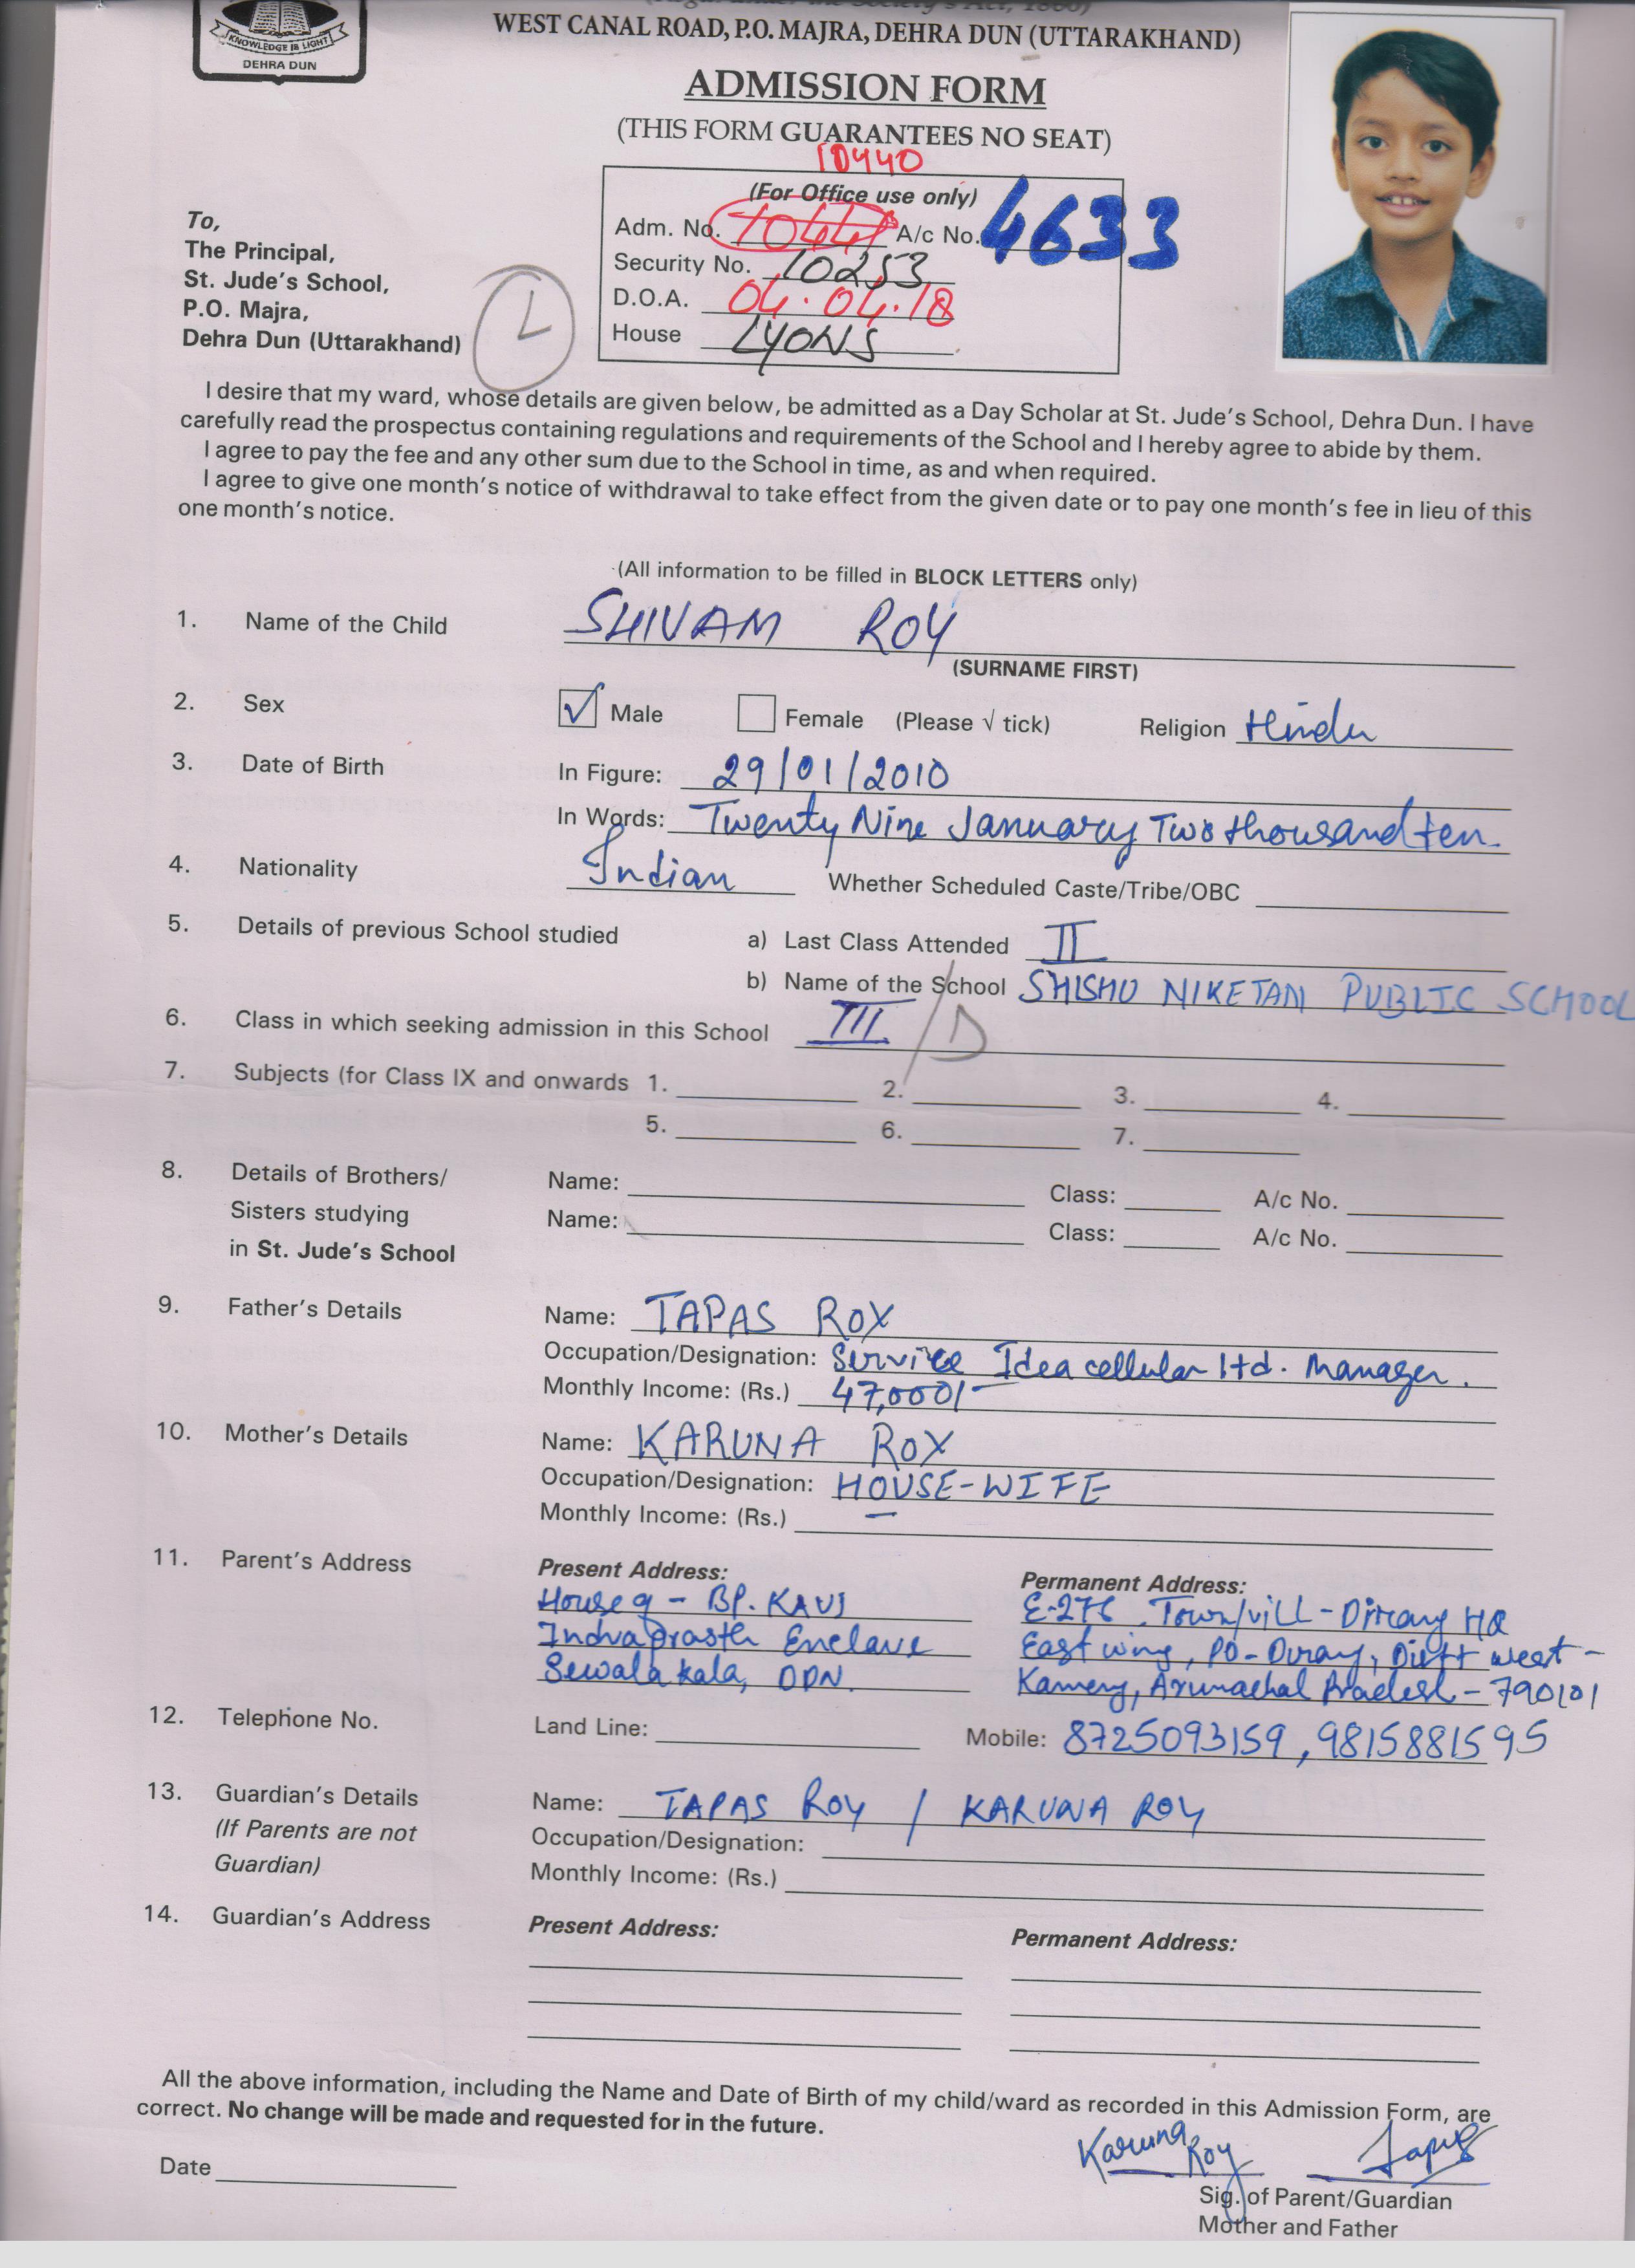 KNOWLEDGE IS LIGHT
DEHRA DUN
WEST CANAL ROAD, P.O. MAJRA, DEHRA DUN (UTTARAKHAND)
ADMISSION FORM
(THIS FORM GUARANTEES NO SEAT)
10440
(For Office use only)
Adm. No. 10441 A/c No. 4633
Security No. 10253
D.O.A. 04.04.18
House LYONS
To,
The Principal,
St. Jude's School,
P.O. Majra,
Dehra Dun (Uttarakhand)
L
I desire that my ward, whose details are given below, be admitted as a Day Scholar at St. Jude's School, Dehra Dun. I have
carefully read the prospectus containing regulations and requirements of the School and I hereby agree to abide by them.
I agree to pay the fee and any other sum due to the School in time, as and when required.
I agree to give one month's notice of withdrawal to take effect from the given date or to pay one month's fee in lieu of this
one month's notice.
(All information to be filled in BLOCK LETTERS only)
1. Name of the Child SHIVAM ROY
(SURNAME FIRST)
2. Sex ✓ Male Female (Please √ tick) Religion Hindu
3. Date of Birth In Figure: 29/01/2010
In Words: Twenty Nine January Two thousand ten.
4. Nationality Indian Whether Scheduled Caste/Tribe/OBC
5. Details of previous School studied a) Last Class Attended II
b) Name of the School SHISHU NIKETAN PUBLIC SCHOOL
6. Class in which seeking admission in this School III / D
7. Subjects (for Class IX and onwards 1. 2. 3. 4.
5. 6. 7.
8. Details of Brothers/ Name: Class: A/c No.
Sisters studying Name: Class: A/c No.
in St. Jude's School
9. Father's Details Name: TAPAS ROY
Occupation/Designation: Service Idea cellular ltd. Manager.
Monthly Income: (Rs.) 47,000/-
10. Mother's Details Name: KARUNA ROY
Occupation/Designation: HOUSE-WIFE
Monthly Income: (Rs.) —
11. Parent's Address Present Address: Permanent Address:
House 9 - BP. KAUS E-276, Town/vill - Dirang HQ
Indraprasth Enclave East wing, PO - Dirang, Distt West -
Sewala kala, DDN. Kameng, Arunachal Pradesh - 790101
12. Telephone No. Land Line: Mobile: 8725093159, 9815881595
13. Guardian's Details Name: TAPAS ROY / KARUNA ROY
(If Parents are not Occupation/Designation:
Guardian) Monthly Income: (Rs.)
14. Guardian's Address Present Address: Permanent Address:
All the above information, including the Name and Date of Birth of my child/ward as recorded in this Admission Form, are
correct. No change will be made and requested for in the future.
Karuna Roy Tapas
Date
Sig. of Parent/Guardian
Mother and Father